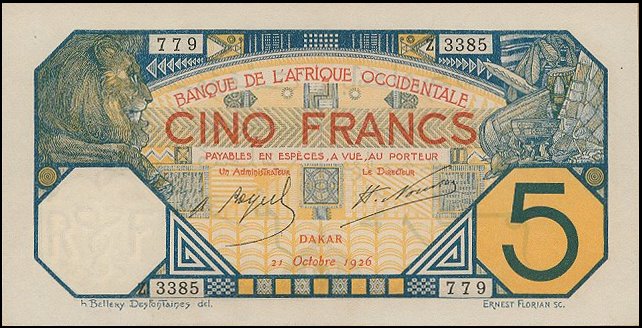 779
Z 3385
BANQUE DE L'AFRIQUE OCCIDENTALE
CINQ FRANCS
PAYABLES EN ESPÈCES, A VUE, AU PORTEUR
Un Administrateur
Le Directeur
DAKAR
21 Octobre 1926
5
Z 3385
779
h Bellery Desfontaines del.
ERNEST FLORIAN SC.